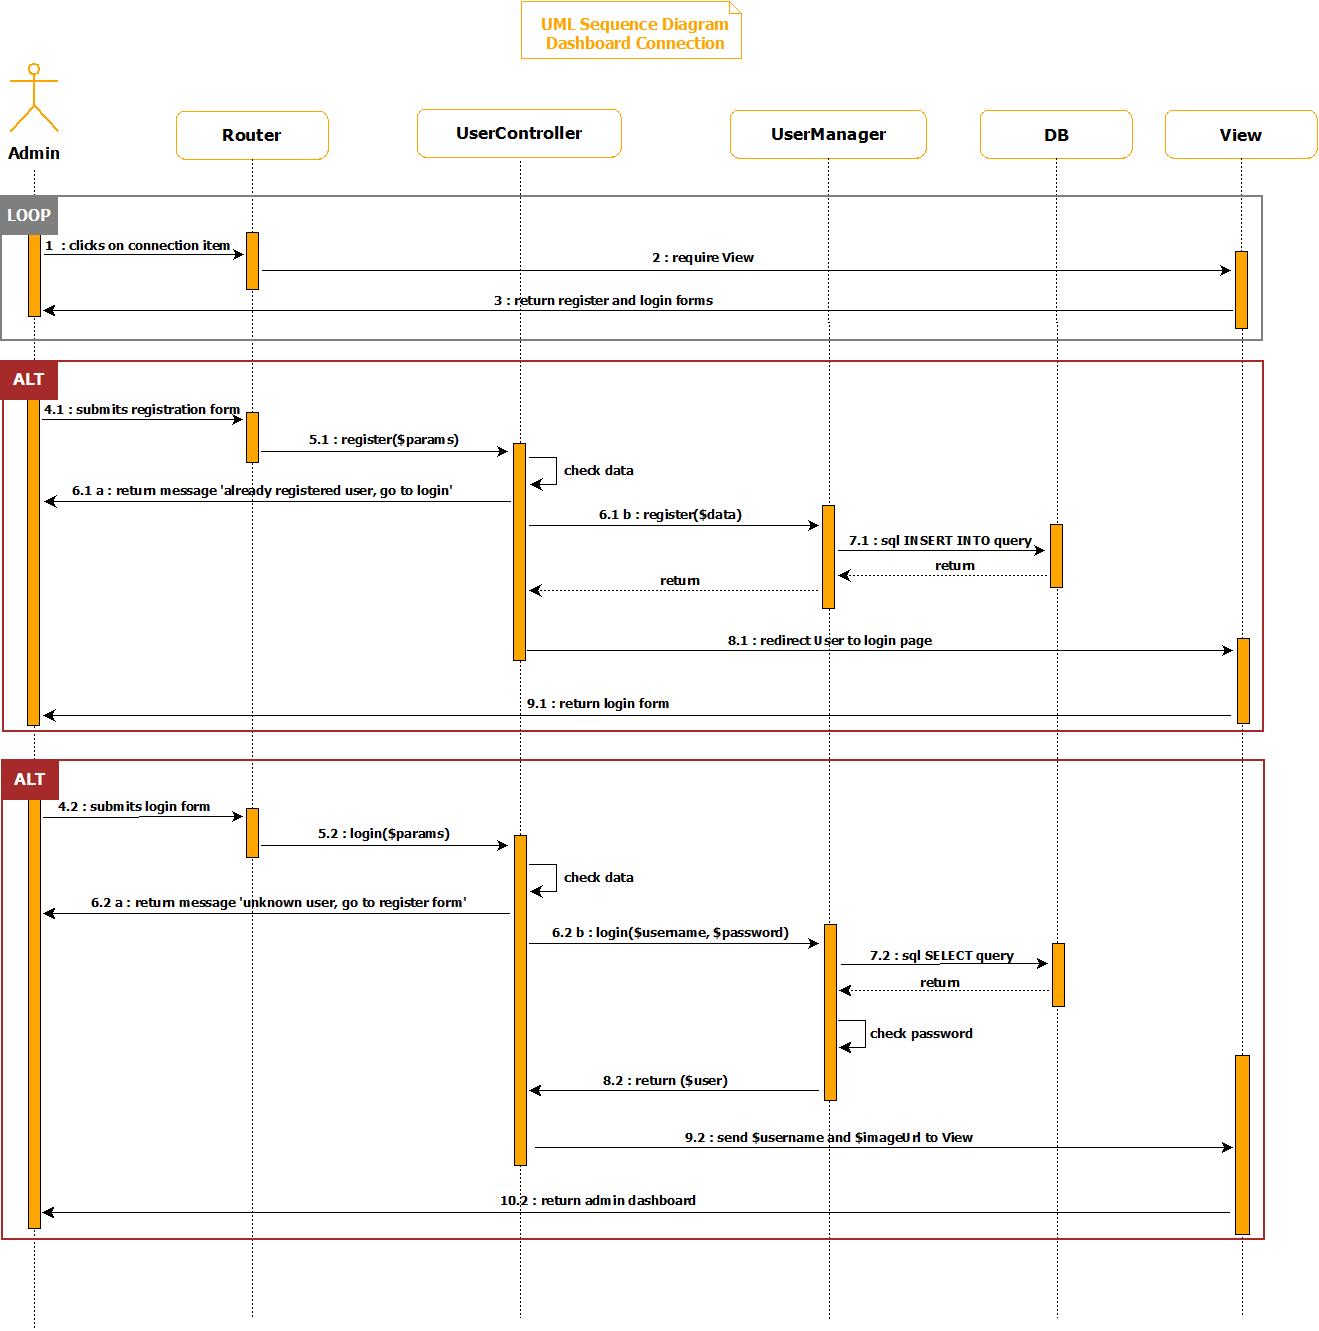 UML Sequence Diagram
Dashboard Connection
Admin
Router
UserController
UserManager
DB
View
LOOP
1 : clicks on connection item
2 : require View
3 : return register and login forms
ALT
4.1 : submits registration form
5.1 : register($params)
check data
6.1 a : return message 'already registered user, go to login'
6.1 b : register($data)
7.1 : sql INSERT INTO query
return
return
8.1 : redirect User to login page
9.1 : return login form
ALT
4.2 : submits login form
5.2 : login($params)
check data
6.2 a : return message 'unknown user, go to register form'
6.2 b : login($username, $password)
7.2 : sql SELECT query
return
check password
8.2 : return ($user)
9.2 : send $username and $imageUrl to View
10.2 : return admin dashboard